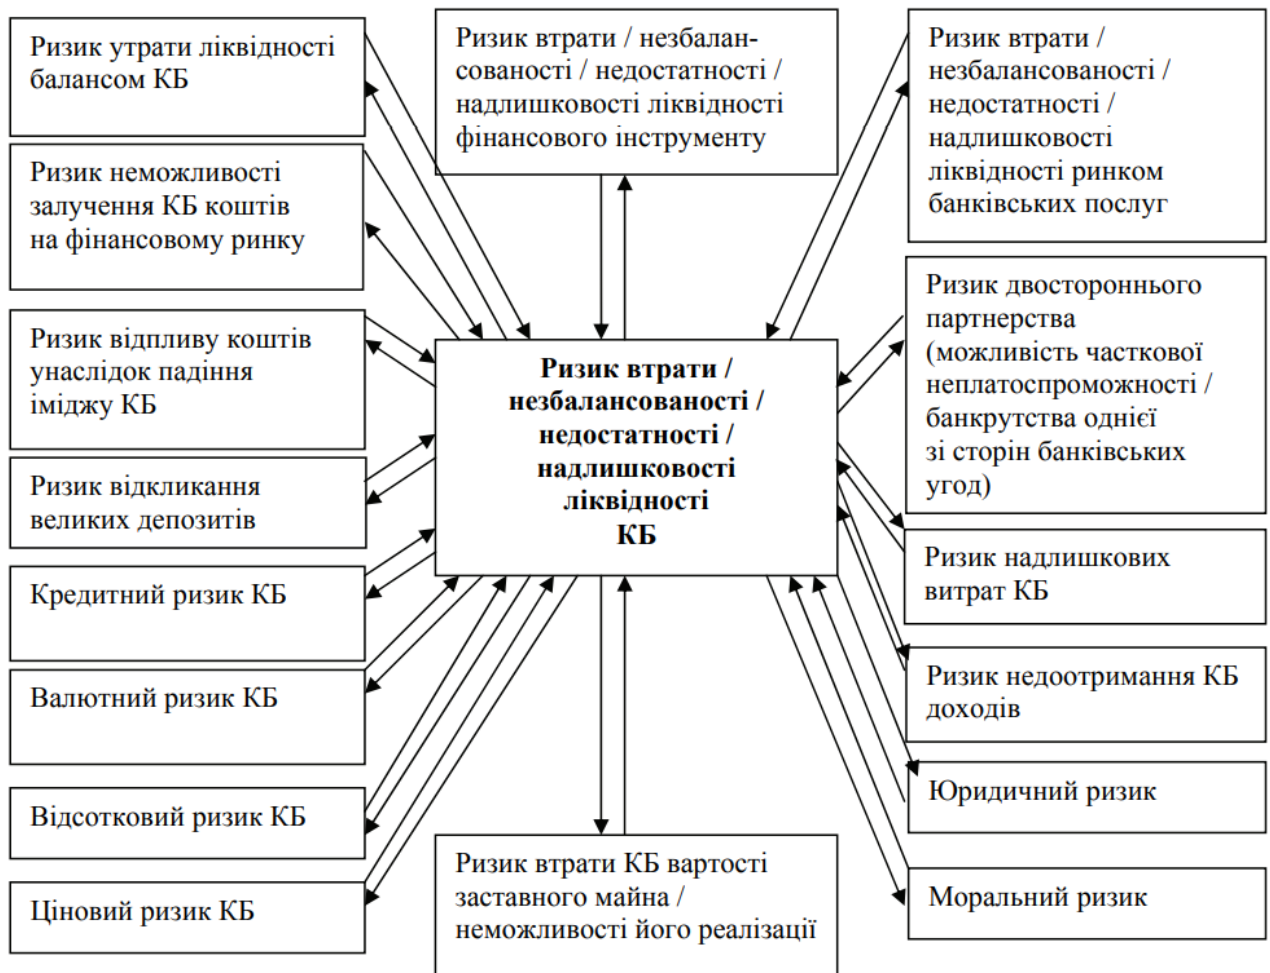 Ризик утрати ліквідності
балансом КБ
Ризик неможливості
залучення КБ коштів
на фінансовому ринку
Ризик відпливу коштів
унаслідок падіння
іміджу КБ
Ризик відкликання
великих депозитів
Кредитний ризик КБ
Валютний ризик КБ
Відсотковий ризик КБ
Ціновий ризик КБ
Ризик втрати / незбалан-
сованості / недостатності /
надлишковості ліквідності
фінансового інструменту
Ризик втрати /
незбалансованості /
недостатності /
надлишковості
ліквідності
КБ
Ризик втрати КБ вартості
заставного майна /
неможливості його реалізації
Ризик втрати /
незбалансованості /
недостатності /
надлишковості
ліквідності ринком
банківських послуг
Ризик двостороннього
партнерства
(можливість часткової
неплатоспроможності /
банкрутства однієї
зі сторін банківських
угод)
Ризик надлишкових
витрат КБ
Ризик недоотримання КБ
доходів
Юридичний ризик
Моральний ризик